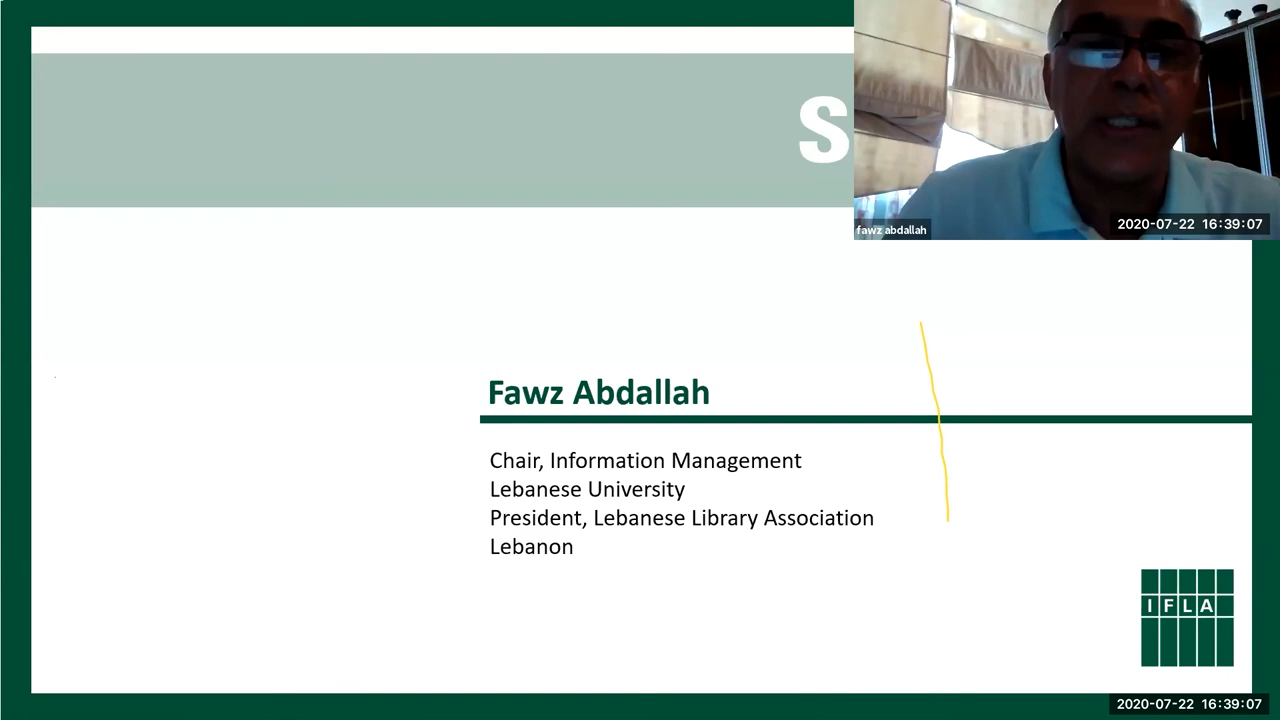 S
fawz abdallah
2020-07-22 16:39:07
Fawz Abdallah
Chair, Information Management
Lebanese University
President, Lebanese Library Association
Lebanon
IFLA
2020-07-22 16:39:07